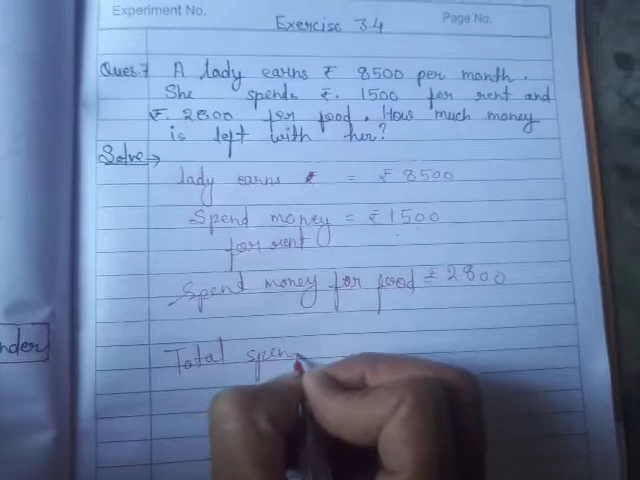 Experiment No.
Page No.
Exercise 3.4
Ques.7 A lady earns ₹ 8500 per month.
She spends ₹. 1500 for rent and
₹. 2800 for food. How much money
is left with her?
Solve →
lady earns = ₹ 8500
Spend money = ₹ 1500
for rent
Spend money for food = 2800
nder
Total spen